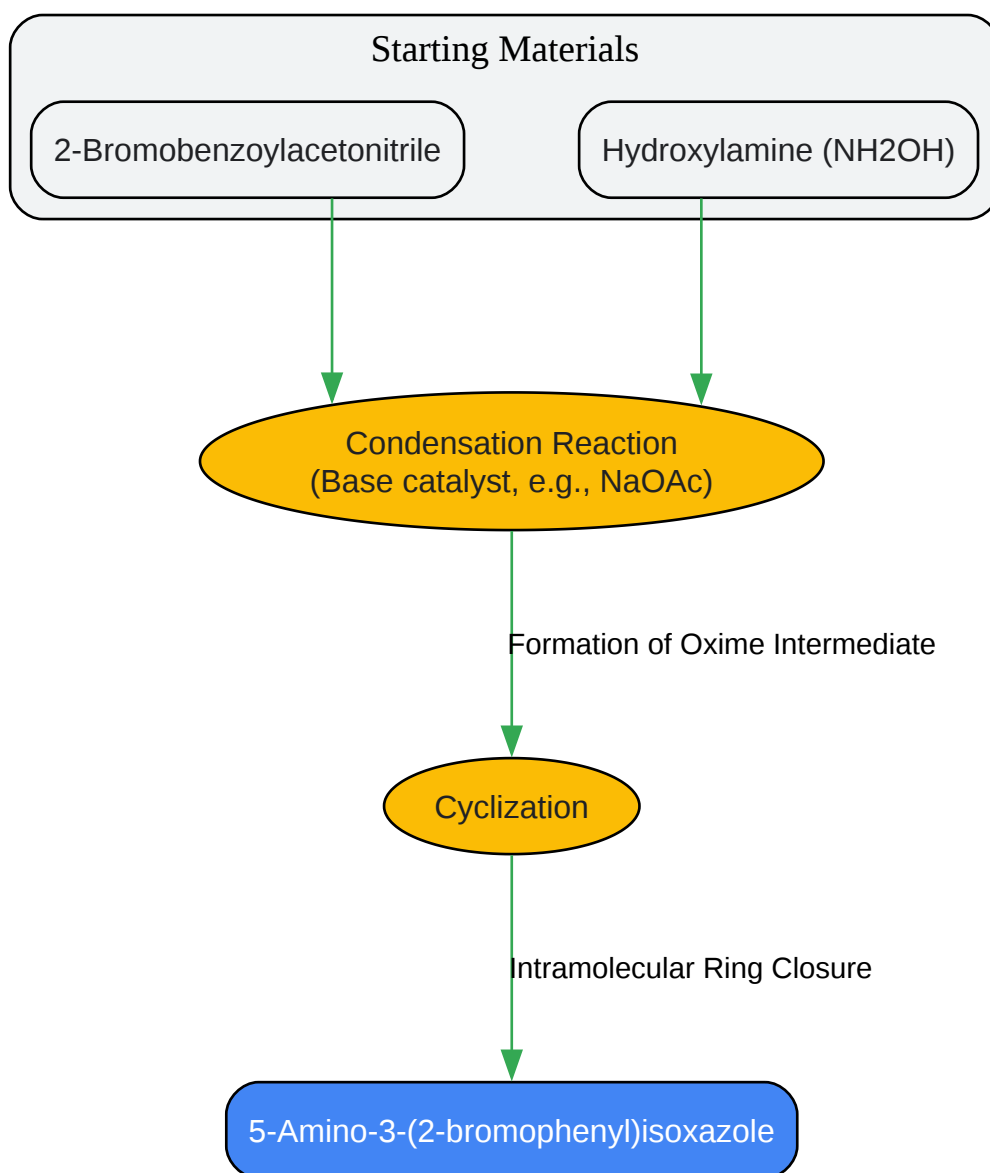 Starting Materials
2-Bromobenzoylacetonitrile
Hydroxylamine (NH2OH)
Condensation Reaction
(Base catalyst, e.g., NaOAc)
Formation of Oxime Intermediate
Cyclization
Intramolecular Ring Closure
5-Amino-3-(2-bromophenyl)isoxazole